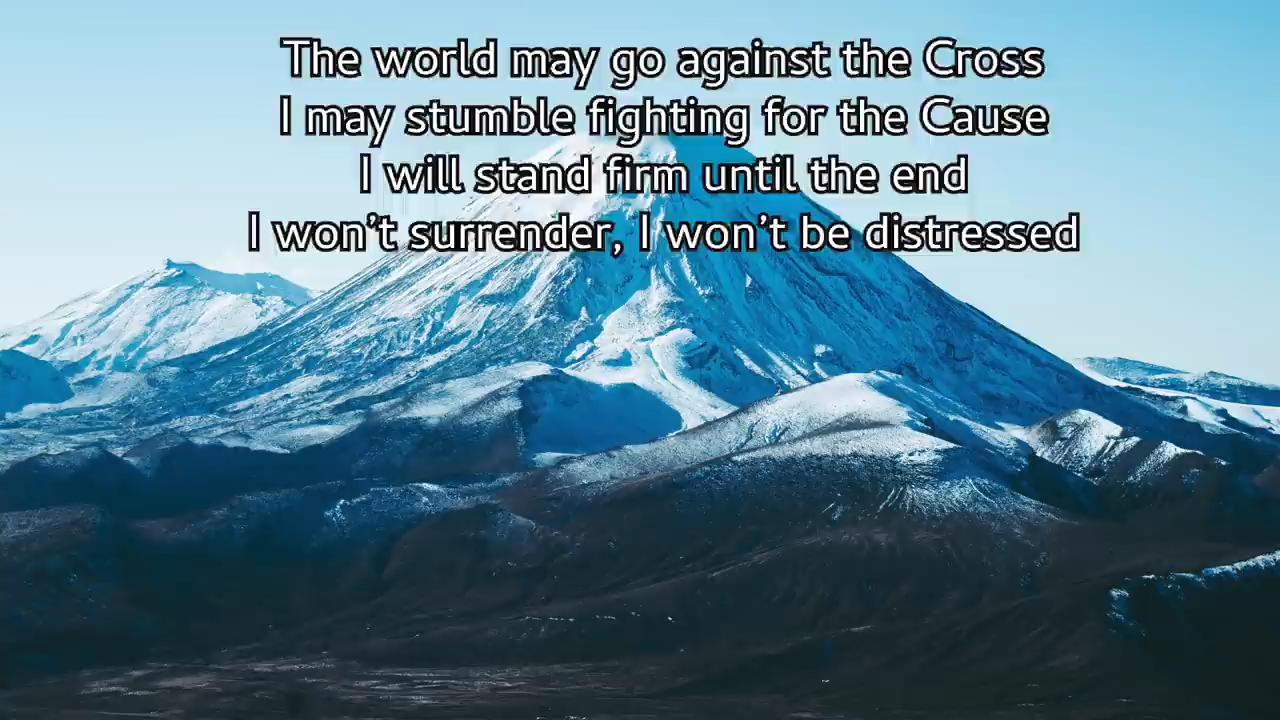 The world may go against the Cross
I may stumble fighting for the Cause
I will stand firm until the end
I won't surrender, I won't be distressed